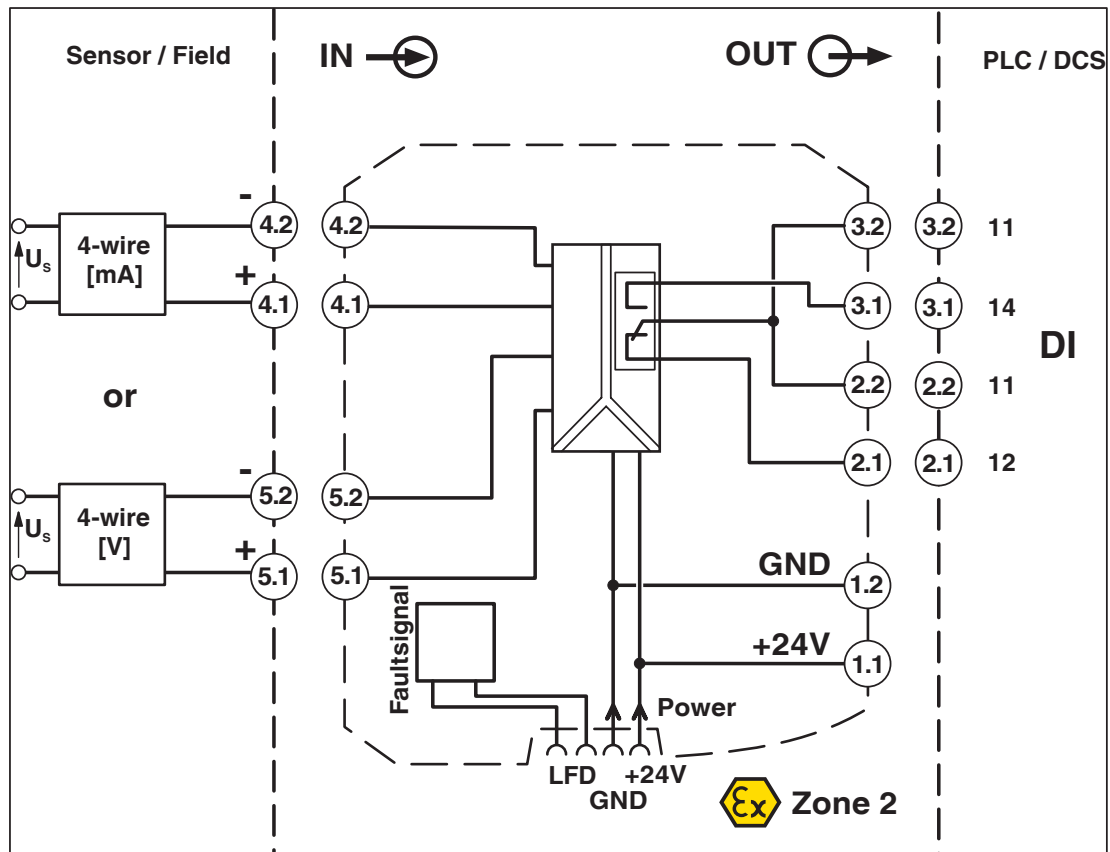 Sensor / Field
IN
OUT
PLC / DCS
-
4.2
4.2
3.2
3.2
11
4-wire
[mA]
Us
+
4.1
4.1
3.1
3.1
14
DI
or
2.2
2.2
11
-
5.2
5.2
2.1
2.1
12
4-wire
[V]
Us
+
5.1
5.1
GND
1.2
Faultsignal
+24V
1.1
Power
LFD
+24V
GND
Ex
Zone 2